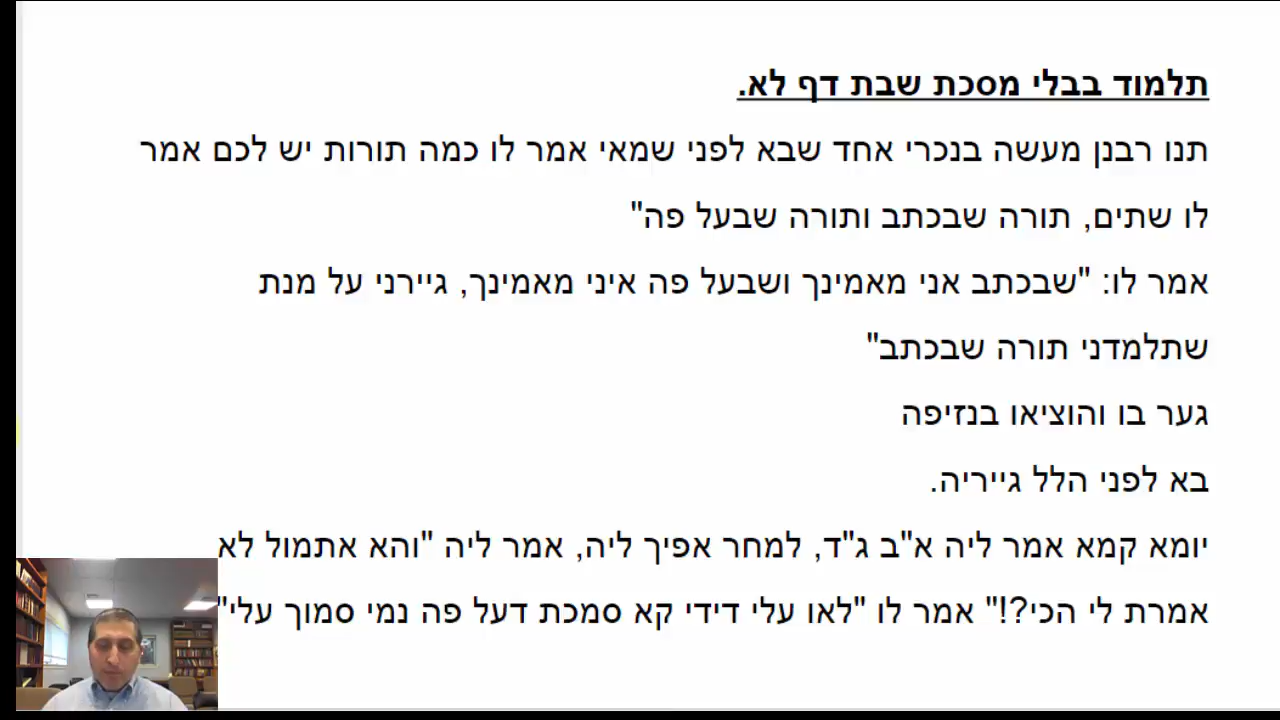 תלמוד בבלי מסכת שבת דף לא.
תנו רבנן מעשה בנכרי אחד שבא לפני שמאי אמר לו כמה תורות יש לכם אמר
לו שתים, תורה שבכתב ותורה שבעל פה"
אמר לו: "שבכתב אני מאמינך ושבעל פה איני מאמינך, גיירני על מנת
שתלמדני תורה שבכתב"
גער בו והוציאו בנזיפה
בא לפני הלל גייריה.
יומא קמא אמר ליה א"ב ג"ד, למחר אפיך ליה, אמר ליה "והא אתמול לא
אמרת לי הכי?!" אמר לו "לאו עלי דידי קא סמכת דעל פה נמי סמוך עלי"